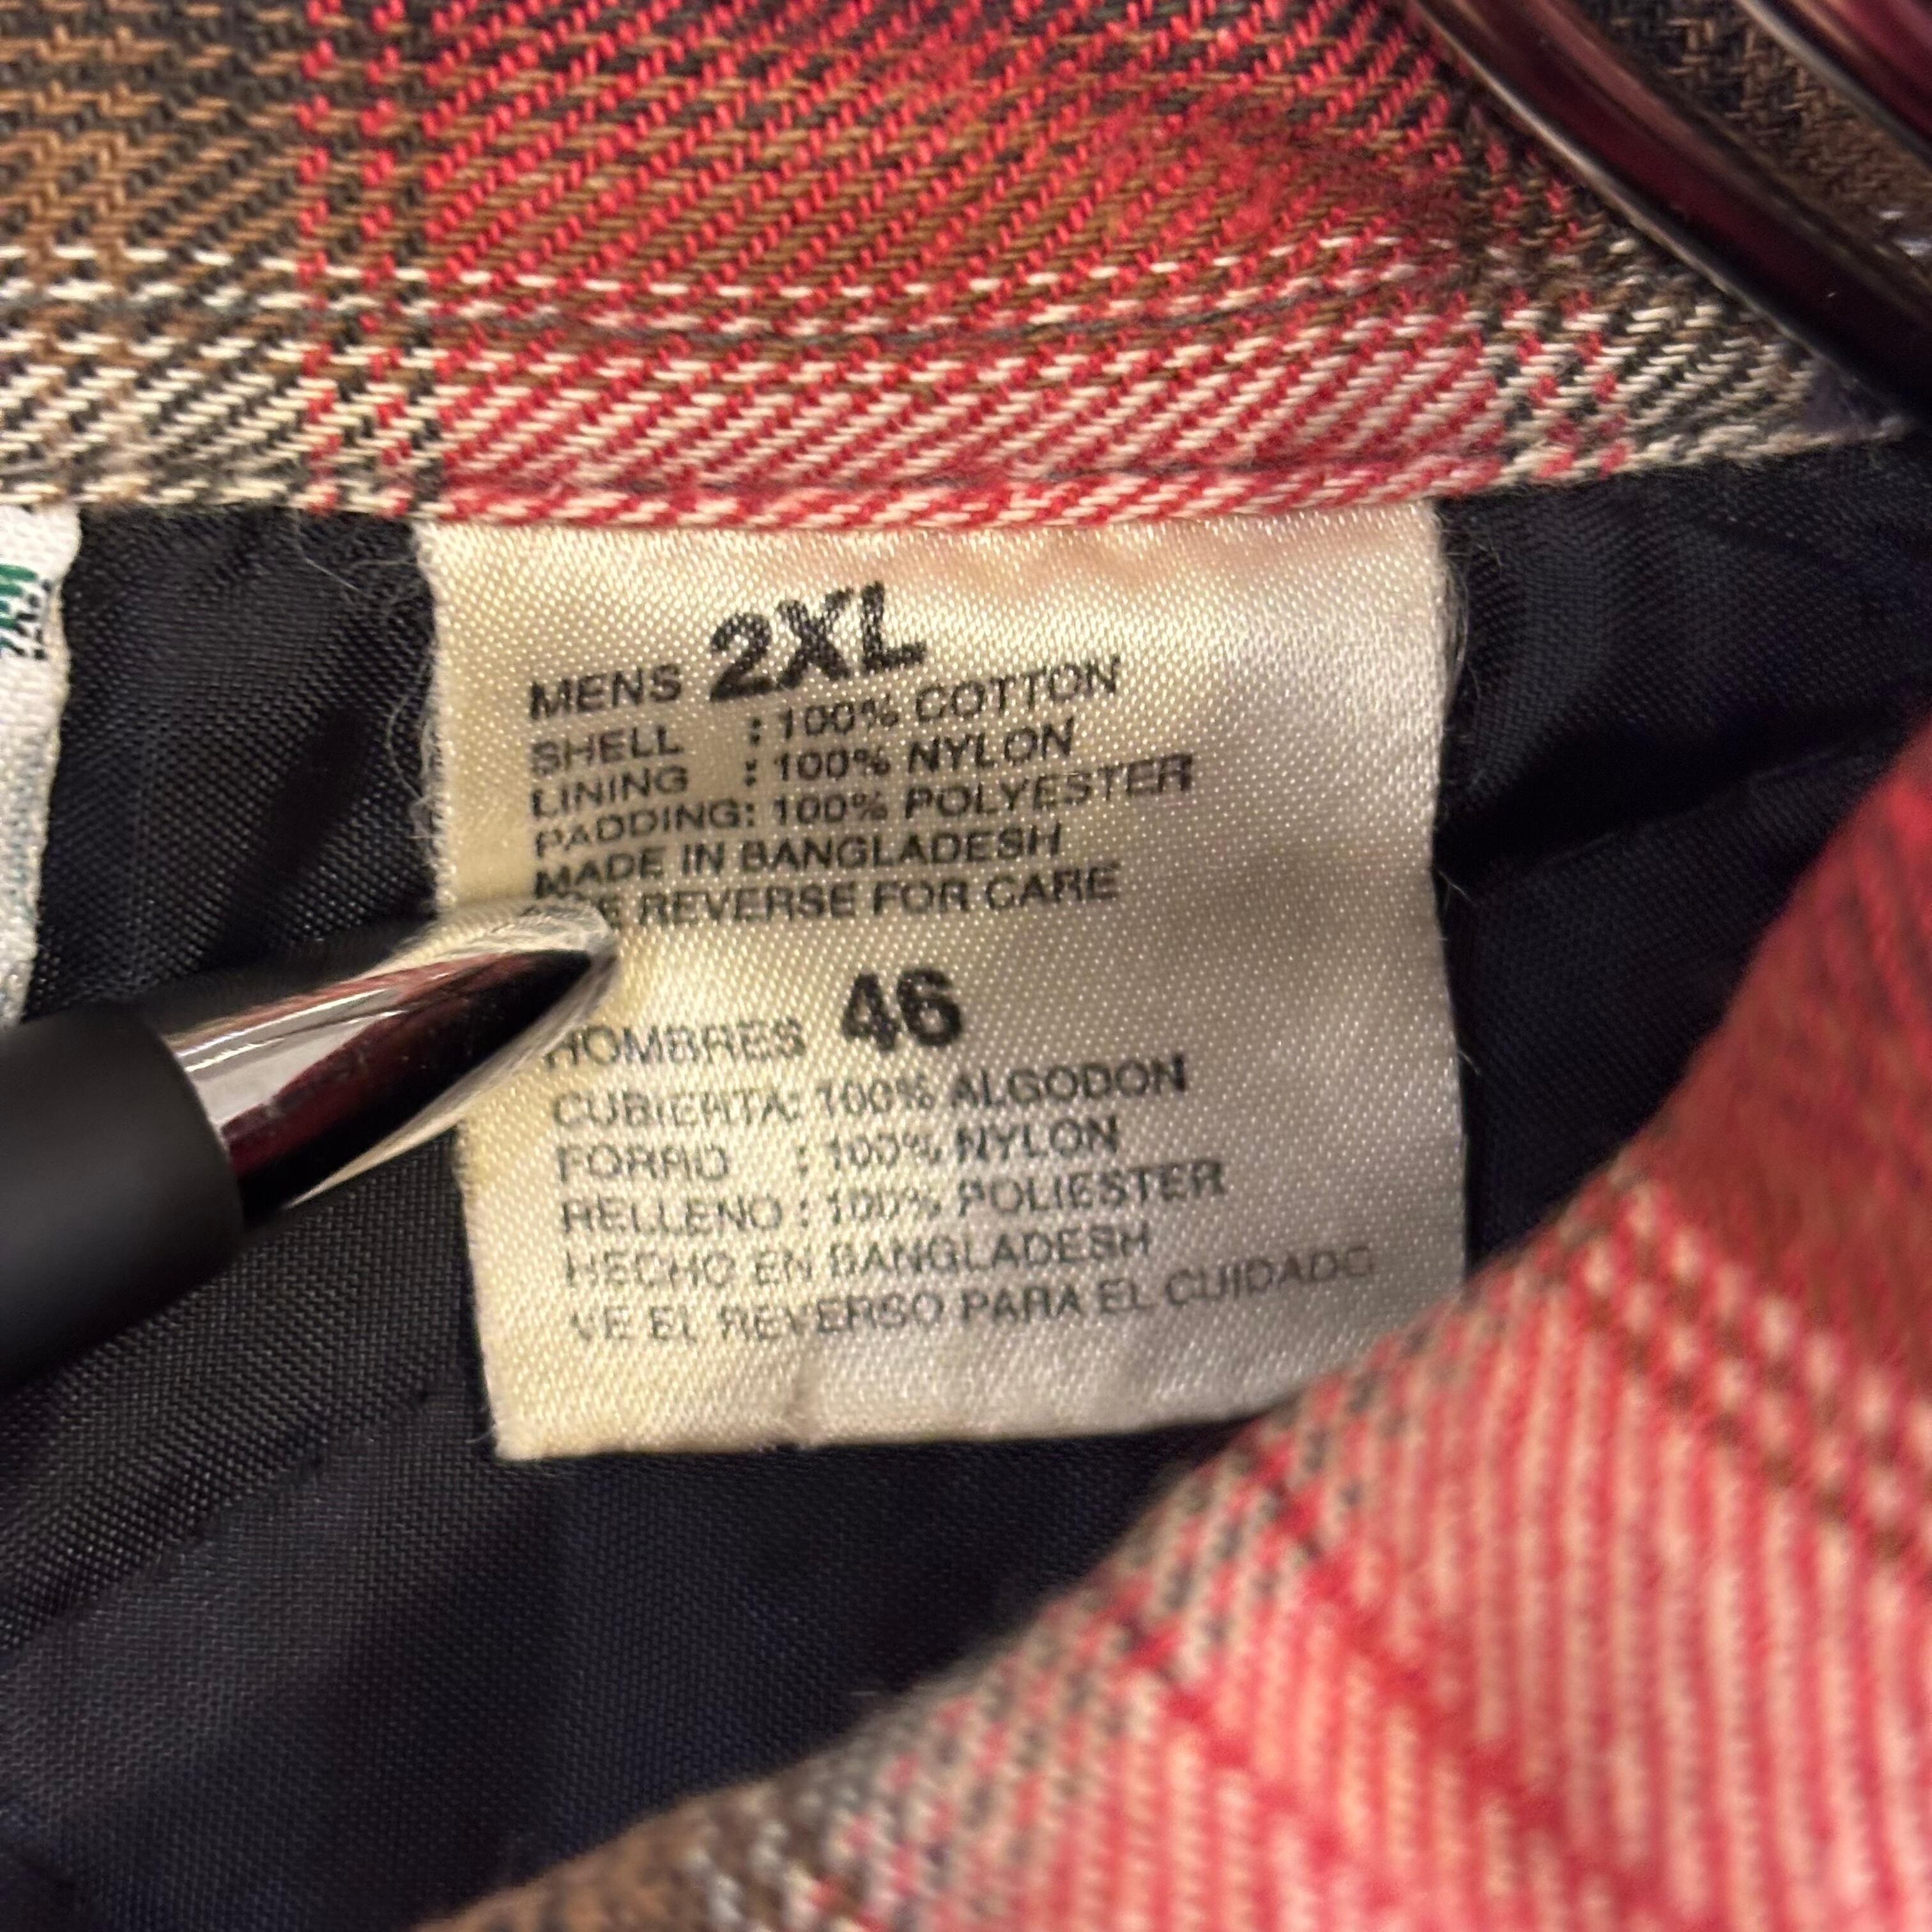 MENS 2XL
SHELL : 100% COTTON
LINING : 100% NYLON
PADDING: 100% POLYESTER
MADE IN BANGLADESH
REVERSE FOR CARE
HOMBRES 46
CUBIERTA: 100% ALGODON
FORRO : 100% NYLON
RELLENO : 100% POLIESTER
HECHO EN BANGLADESH
VE EL REVERSO PARA EL CUIDADO